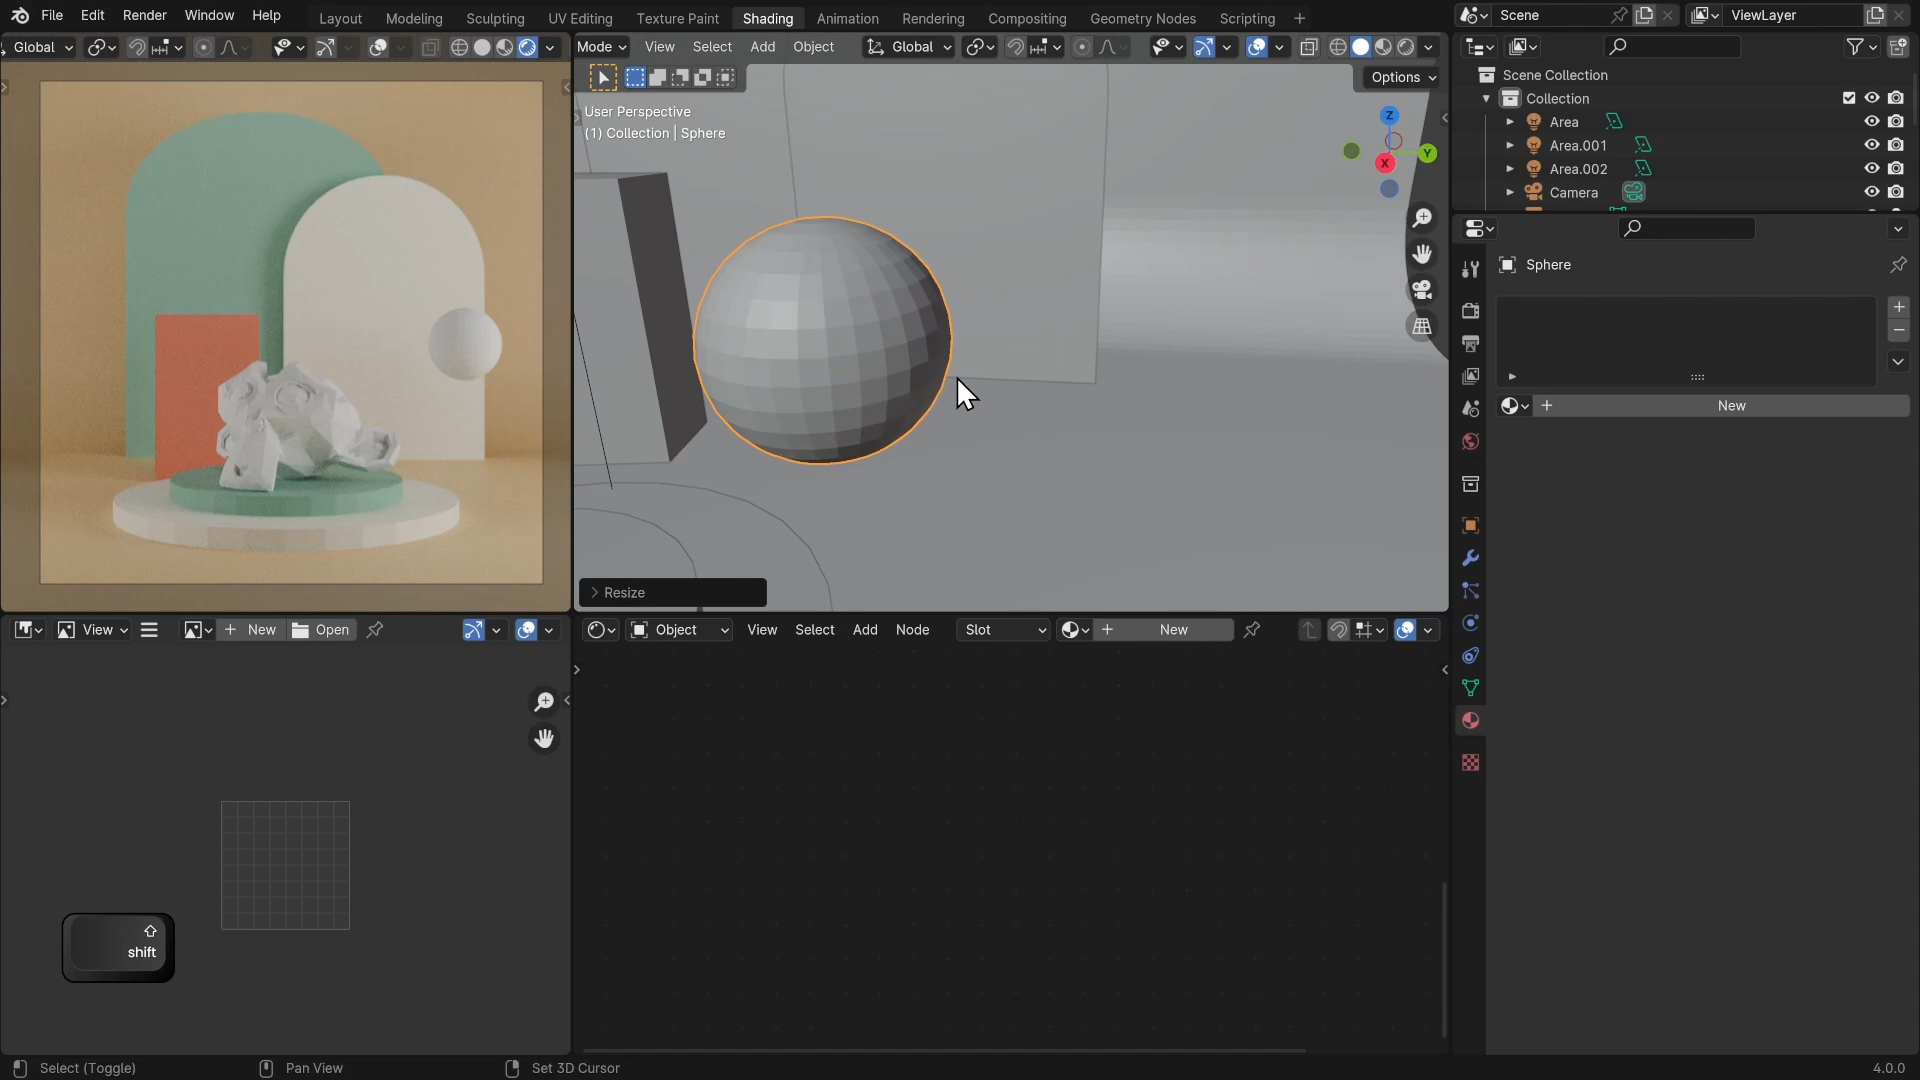 File Edit Render Window Help Layout Modeling Sculpting UV Editing Texture Paint Shading Animation Rendering Compositing Geometry Nodes Scripting + Scene ViewLayer
Global Mode View Select Add Object Global
Options
User Perspective
(1) Collection | Sphere
Z
Y
X
Scene Collection
Collection
Area
Area.001
Area.002
Camera
Sphere
+ New
Resize
View + New Open Object View Select Add Node Slot + New
shift
Select (Toggle) Pan View Set 3D Cursor 4.0.0